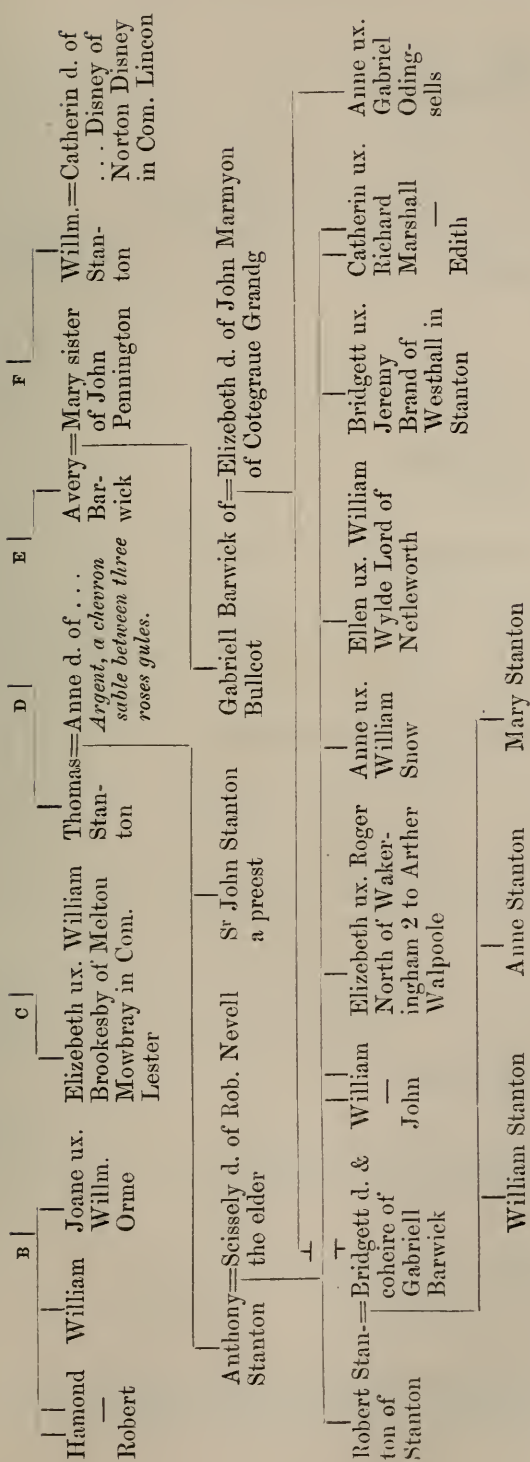 B
C
D
E
F
Hamond
—
Robert
William
Joane ux.
Willm.
Orme
Elizebeth ux. William
Brookesby of Melton
Mowbray in Com.
Lester
Thomas=Anne d. of ...
Stan-
ton
Argent, a chevron
sable between three
roses gules.
Avery=Mary sister
Bar-
wick
of John
Pennington
Willm.=Catherin d. of
Stan-
ton
... Disney of
Norton Disney
in Com. Lincon
Anthony=Scissely d. of Rob. Nevell
Stanton
the elder
Sr John Stanton
a preest
Gabriell Barwick of=Elizebeth d. of John Marmyon
Bullcot
of Cotegraue Grandg
Robert Stan-=Bridgett d. &
ton of
Stanton
coheire of
Gabriell
Barwick
William
—
John
Elizebeth ux. Roger
North of Waker-
ingham 2 to Arther
Walpoole
Anne ux.
William
Snow
Ellen ux. William
Wylde Lord of
Netleworth
Bridgett ux.
Jeremy
Brand of
Westhall in
Stanton
Catherin ux.
Richard
Marshall
—
Edith
Anne ux.
Gabriel
Oding-
sells
William Stanton
Anne Stanton
Mary Stanton